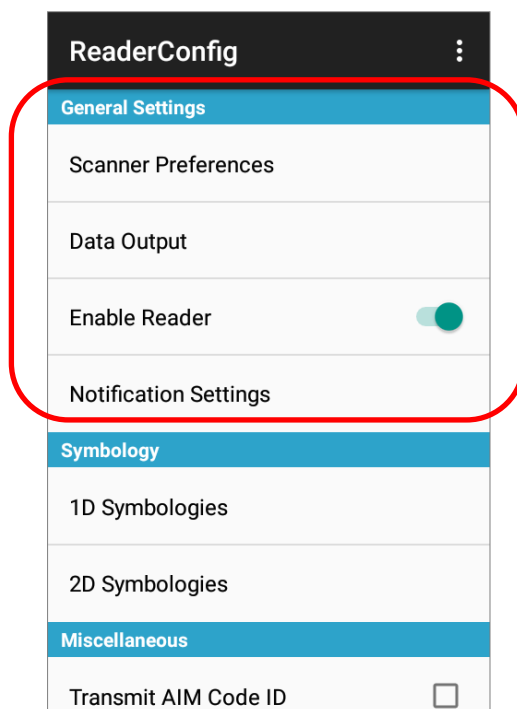 ReaderConfig
General Settings
Scanner Preferences
Data Output
Enable Reader
Notification Settings
Symbology
1D Symbologies
2D Symbologies
Miscellaneous
Transmit AIM Code ID